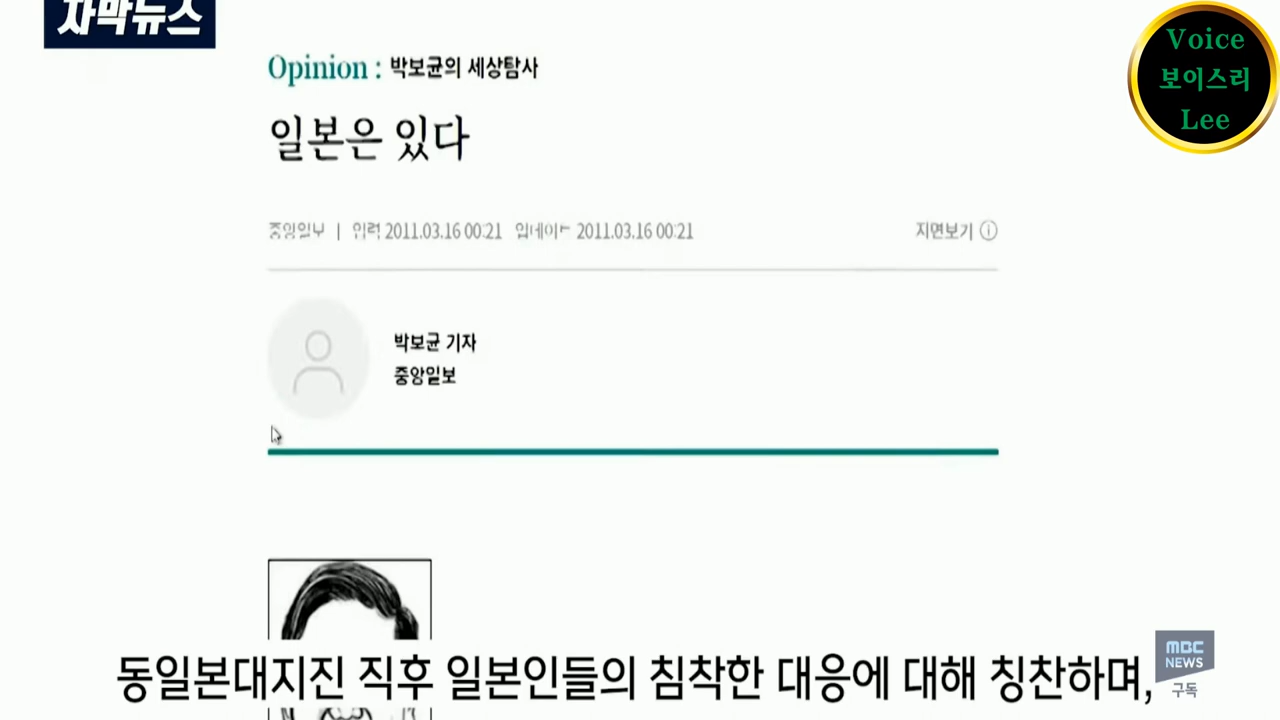 자막뉴스
Voice
보이스리
Lee
Opinion : 박보균의 세상탐사
일본은 있다
중앙일보 | 입력 2011.03.16 00:21 업데이트 2011.03.16 00:21
지면보기
박보균 기자
중앙일보
동일본대지진 직후 일본인들의 침착한 대응에 대해 칭찬하며,
MBC
NEWS
구독